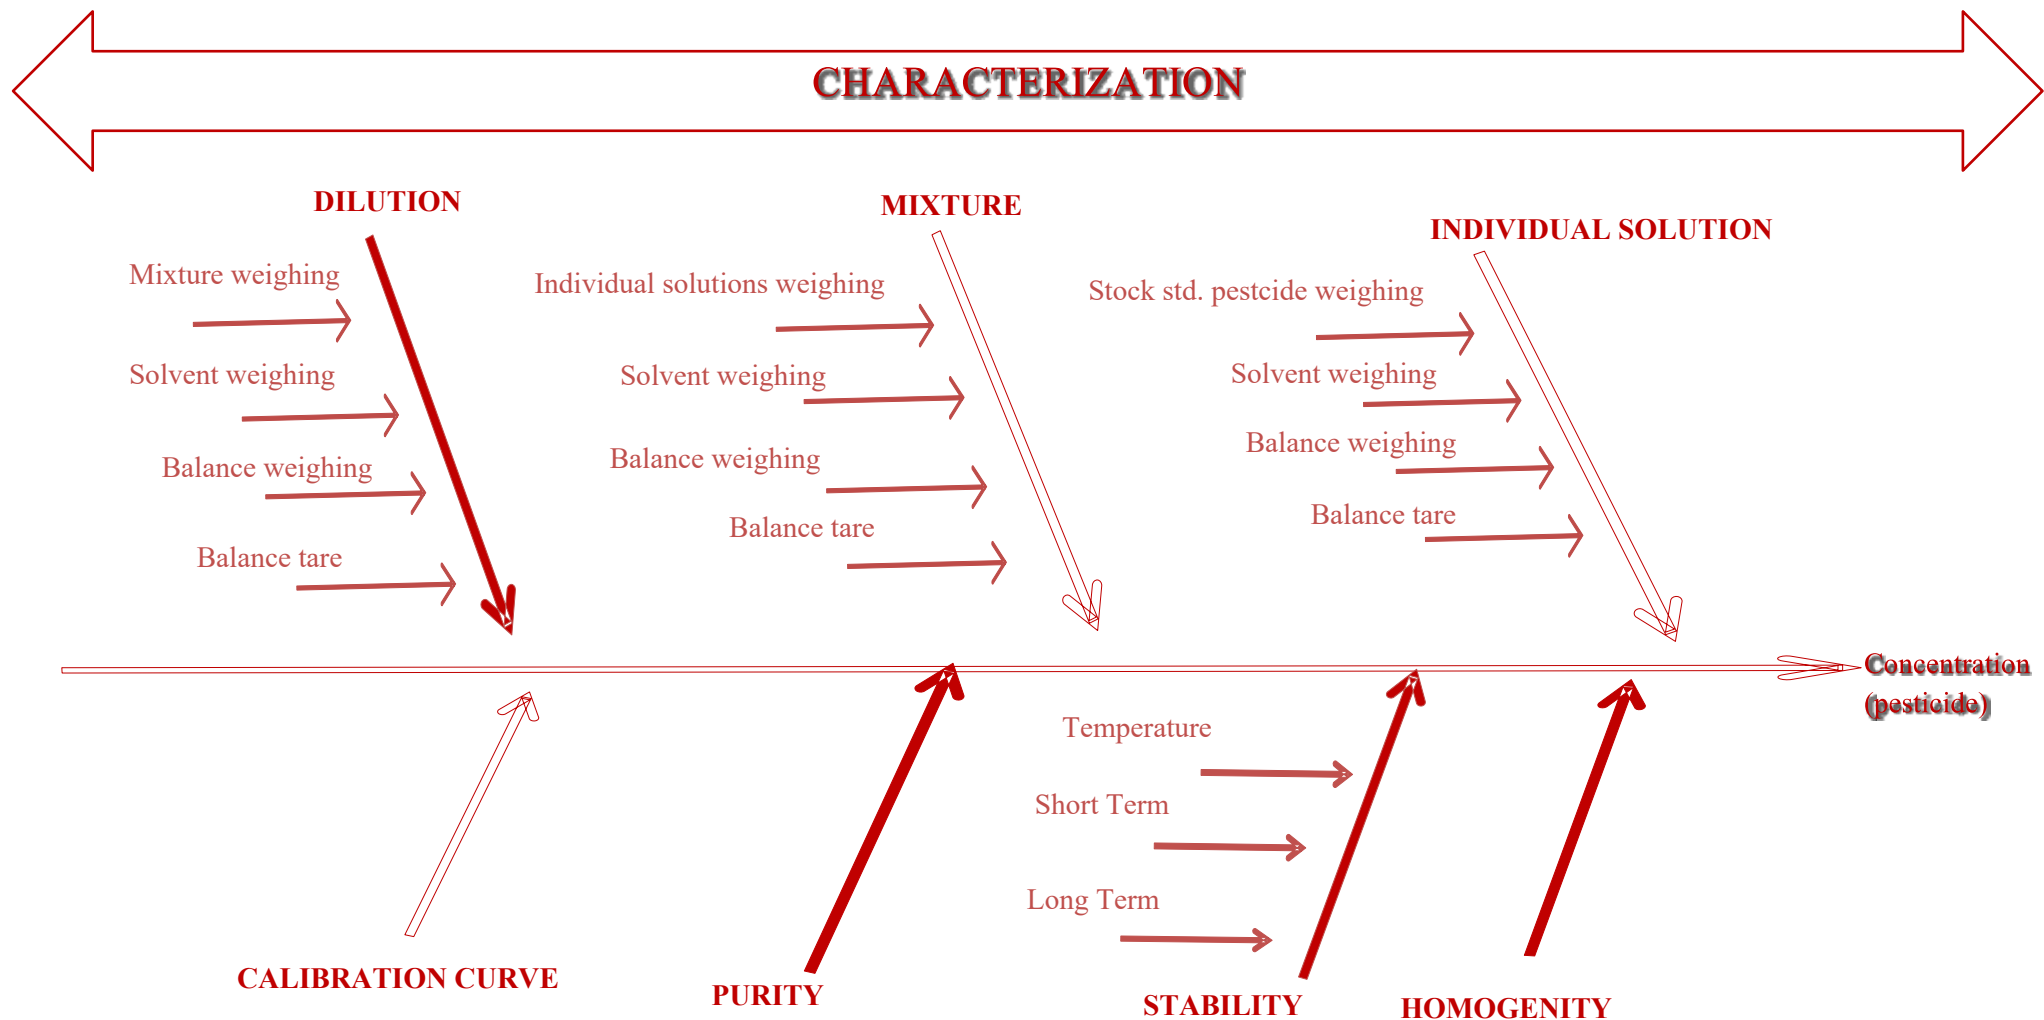 CHARACTERIZATION
DILUTION
MIXTURE
INDIVIDUAL SOLUTION
Mixture weighing
Individual solutions weighing
Stock std. pestcide weighing
Solvent weighing
Solvent weighing
Solvent weighing
Balance weighing
Balance weighing
Balance weighing
Balance tare
Balance tare
Balance tare
Concentration
(pesticide)
Temperature
Short Term
Long Term
CALIBRATION CURVE
PURITY
STABILITY
HOMOGENITY